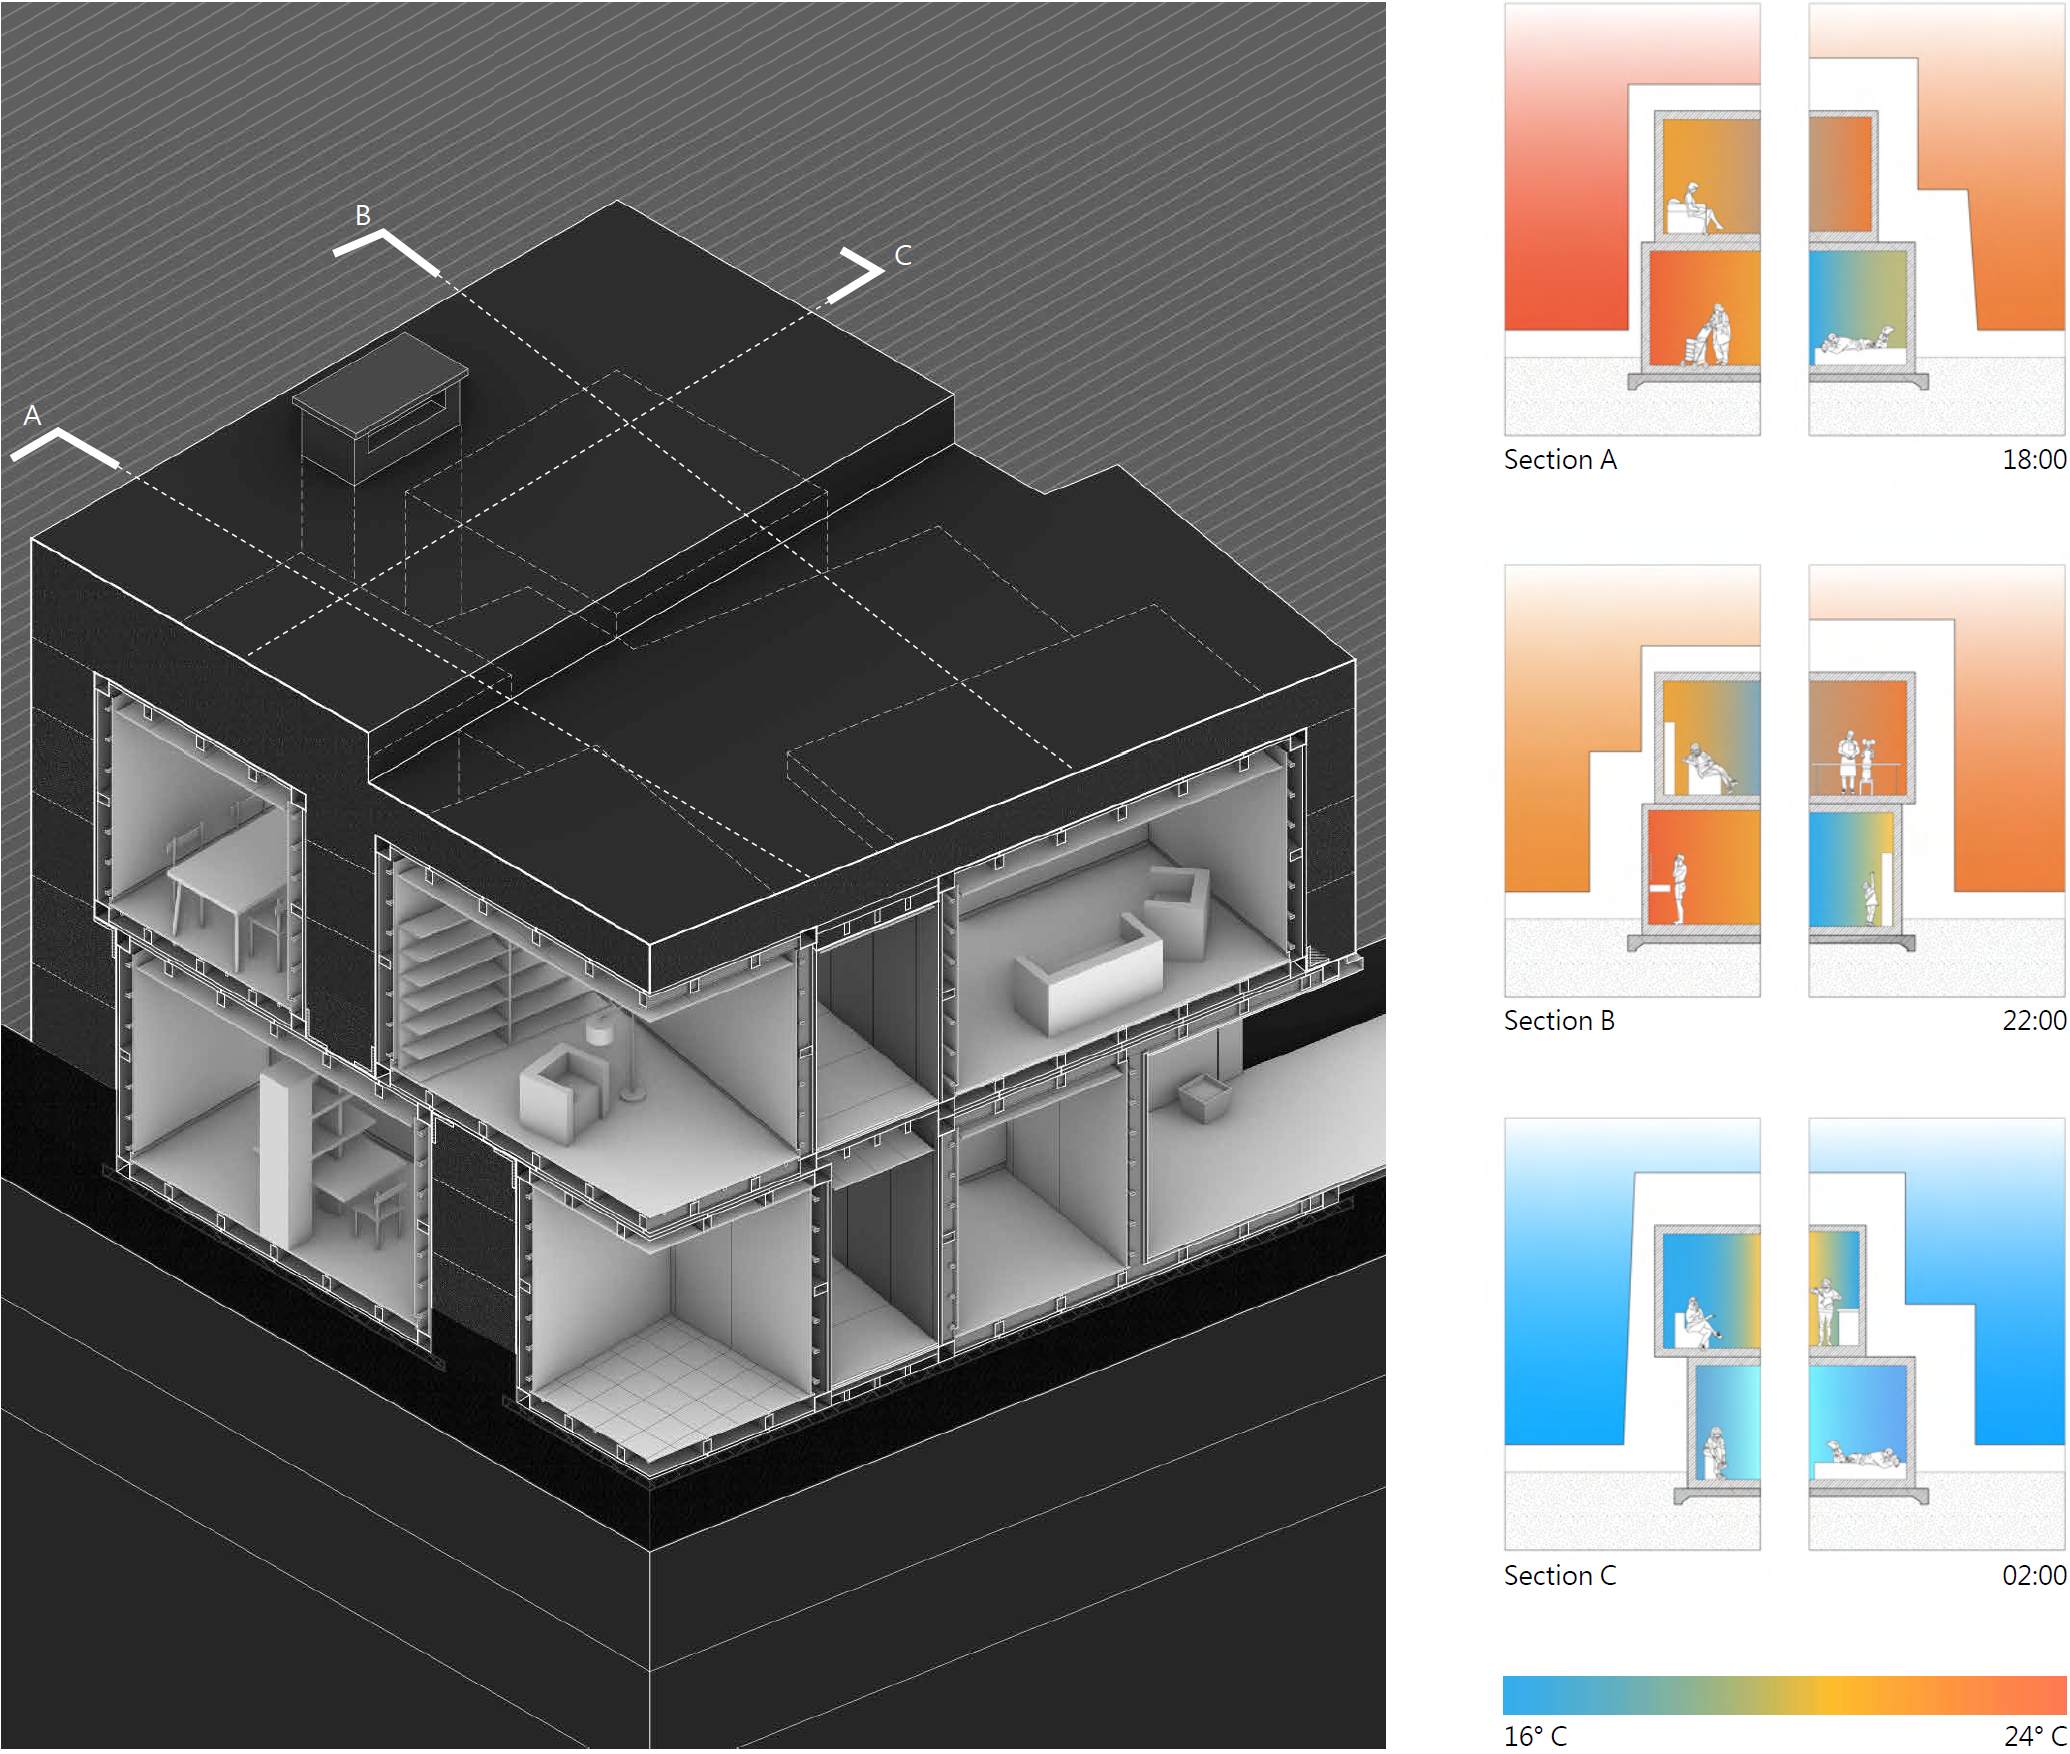 B
C
A
Section A
18:00
Section B
22:00
Section C
02:00
16° C
24° C